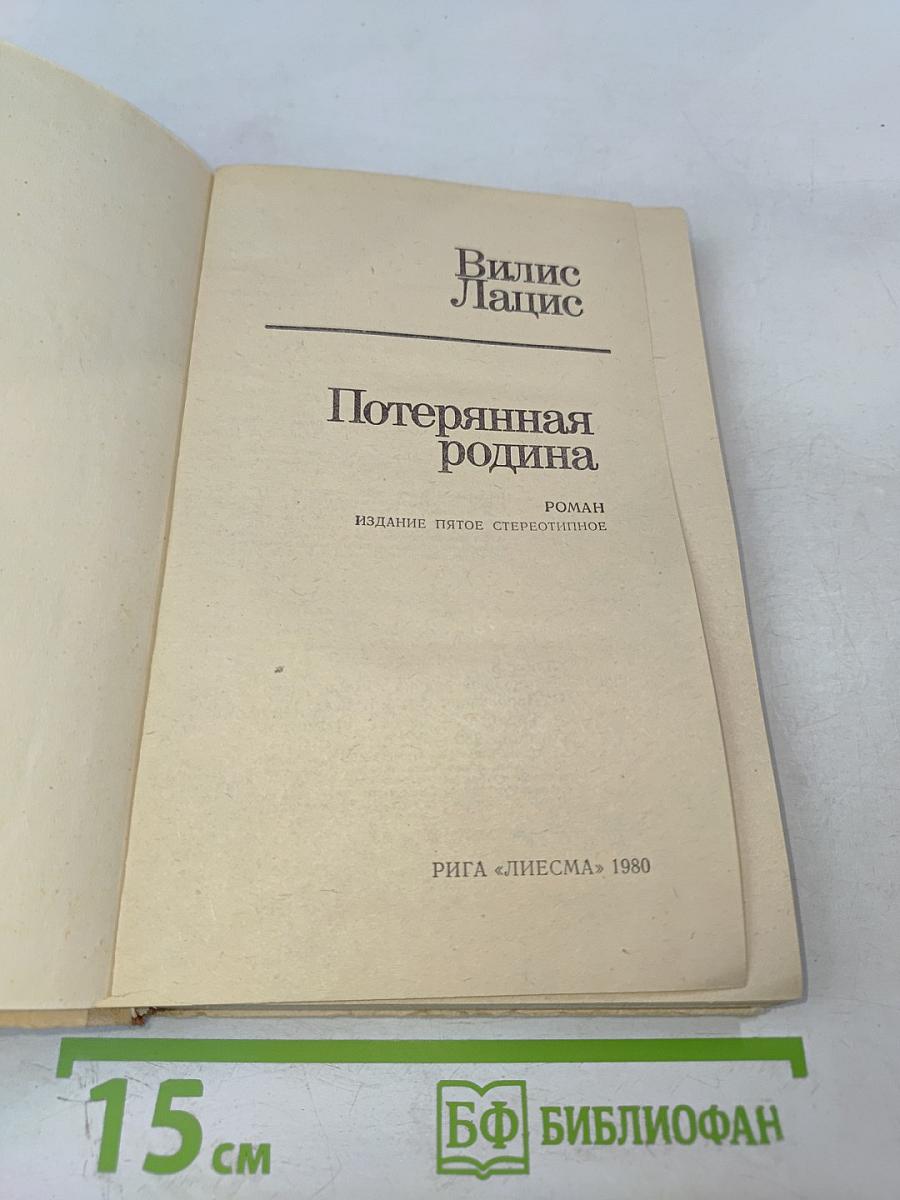 Вилис
Лацис
Потерянная
родина
РОМАН
ИЗДАНИЕ ПЯТОЕ СТЕРЕОТИПНОЕ
РИГА «ЛИЕСМА» 1980
15 см
БФ БИБЛИОФАН